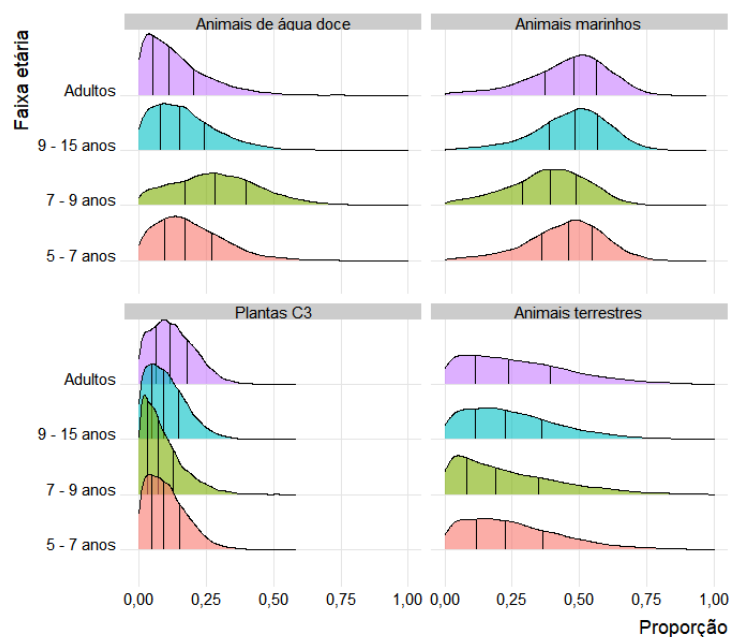 Faixa etária
Animais de água doce
Animais marinhos
Adultos
9 - 15 anos
7 - 9 anos
5 - 7 anos
Plantas C3
Animais terrestres
Adultos
9 - 15 anos
7 - 9 anos
5 - 7 anos
0,00 0,25 0,50 0,75 1,00 0,00 0,25 0,50 0,75 1,00
Proporção